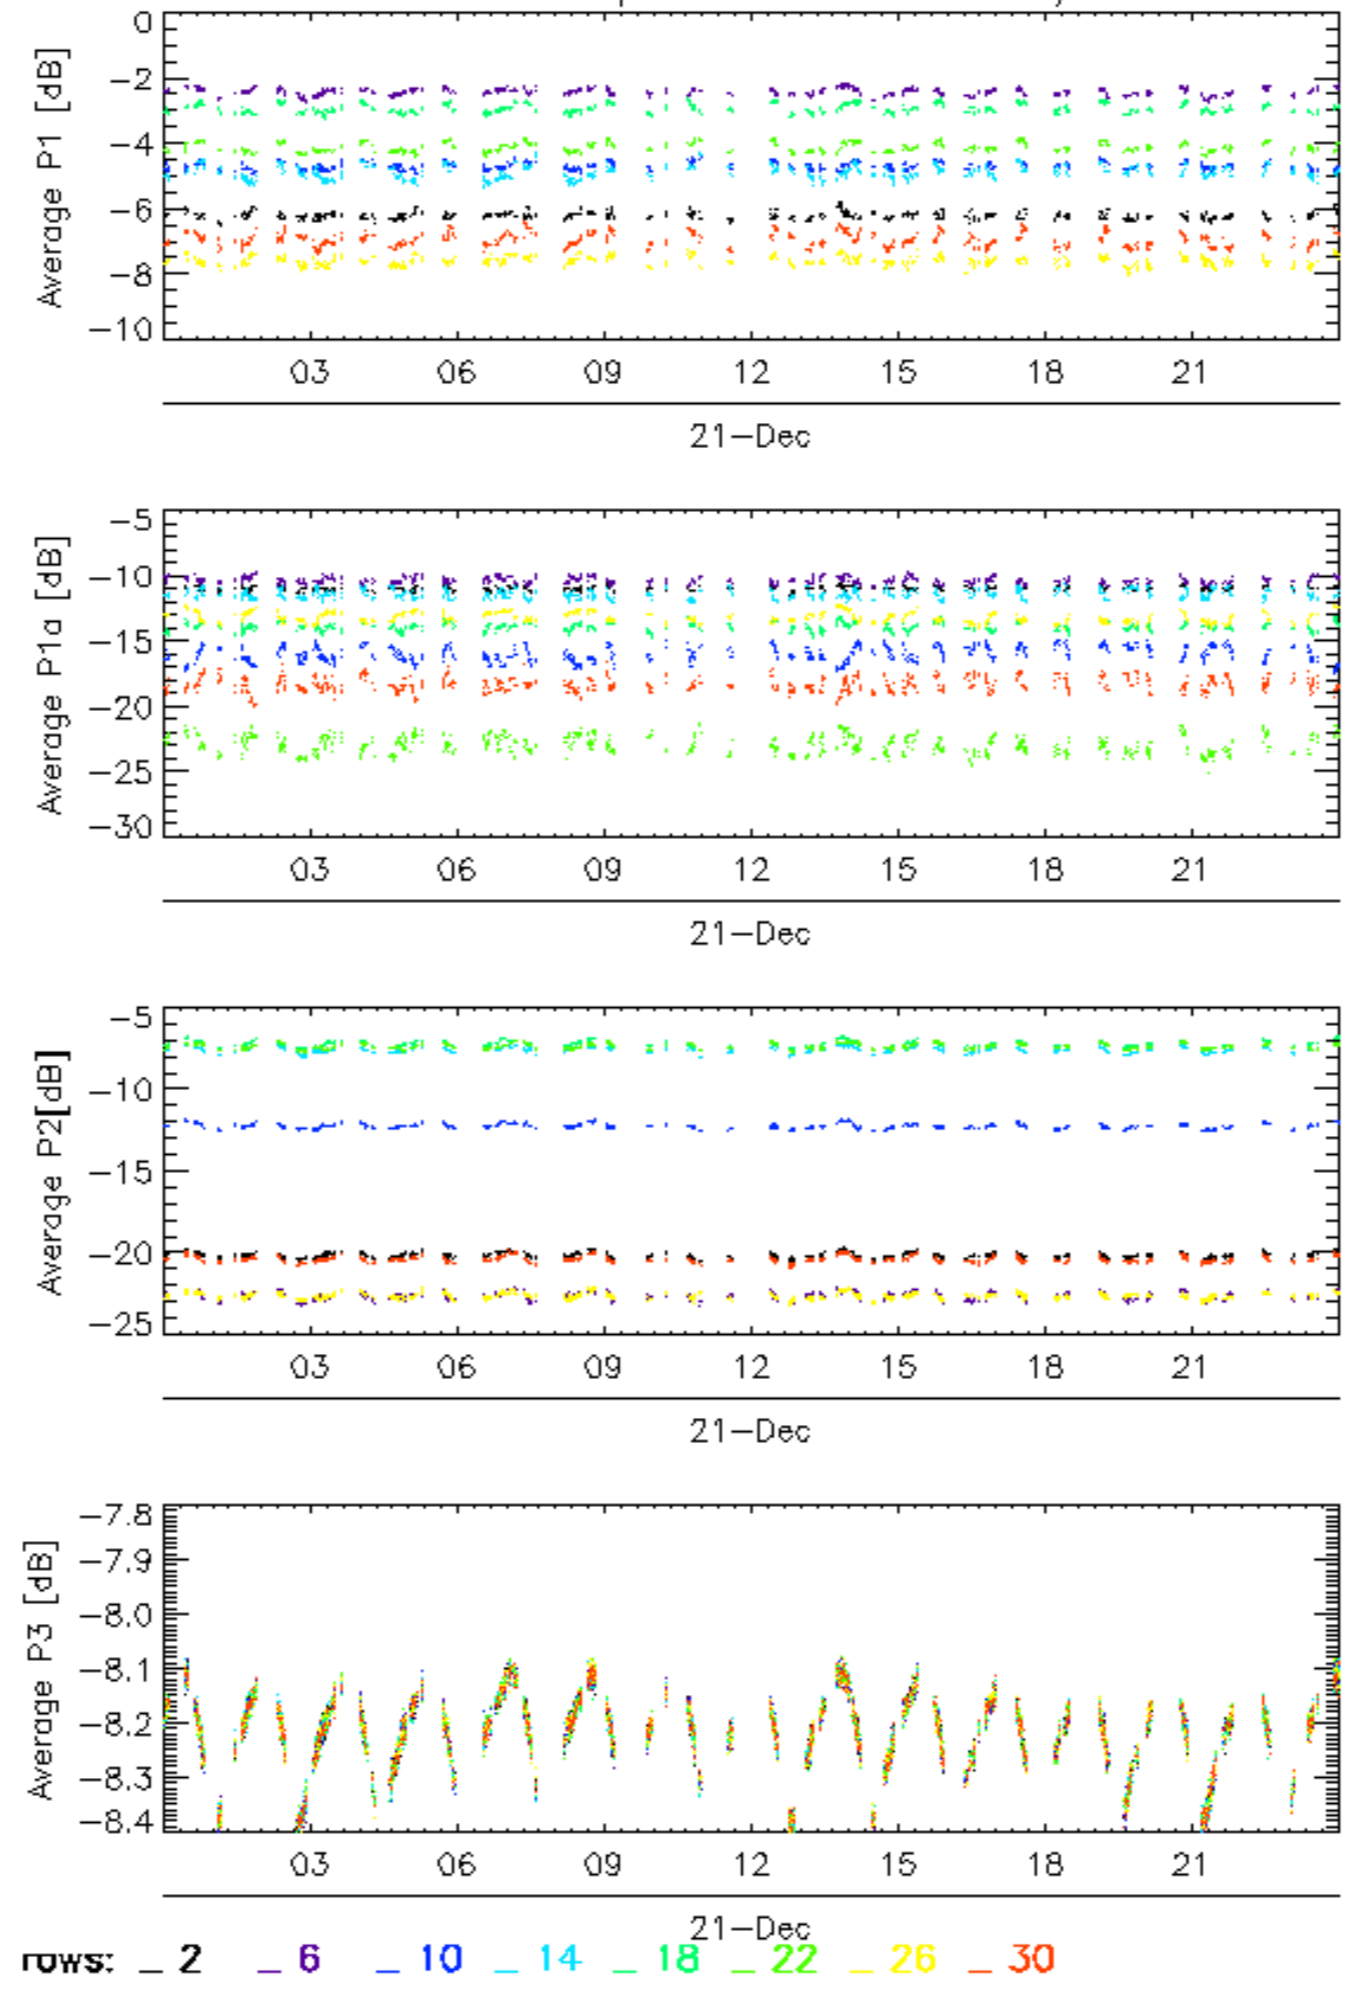 0
−2
−4
−6
−8
−10
Average P1 [dB]
03 06 09 12 15 18 21
21−Dec
−5
−10
−15
−20
−25
−30
Average P1a [dB]
03 06 09 12 15 18 21
21−Dec
−5
−10
−15
−20
−25
Average P2[dB]
03 06 09 12 15 18 21
21−Dec
−7.8
−7.9
−8.0
−8.1
−8.2
−8.3
−8.4
Average P3 [dB]
03 06 09 12 15 18 21
21−Dec
rows: _ 2 _ 6 _ 10 _ 14 _ 18 _ 22 _ 26 _ 30